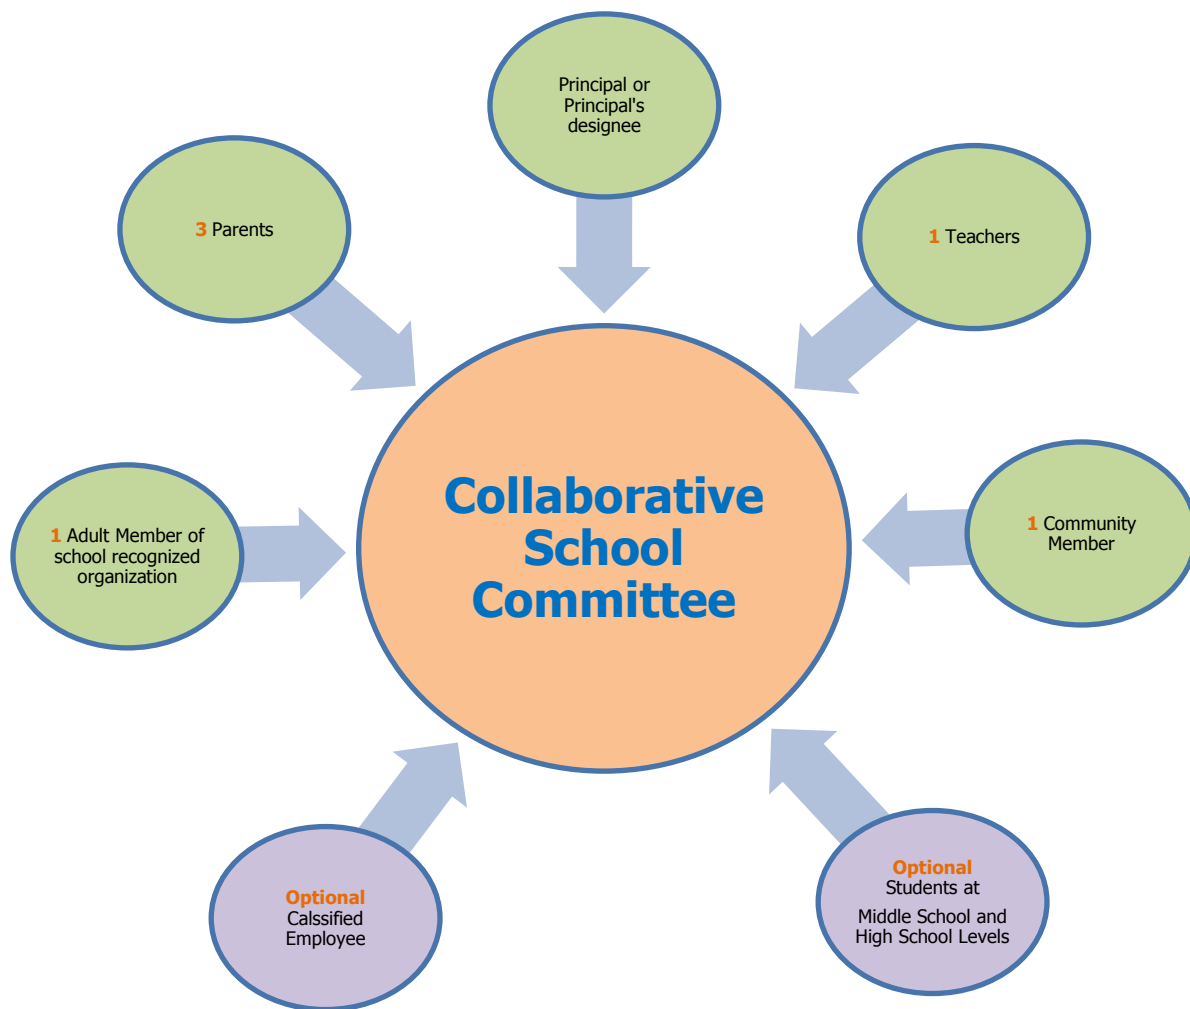 Principal or
Principal's
designee
3 Parents
1 Teachers
1 Adult Member of
school recognized
organization
Collaborative
School
Committee
1 Community
Member
Optional
Calssified
Employee
Optional
Students at
Middle School and
High School Levels